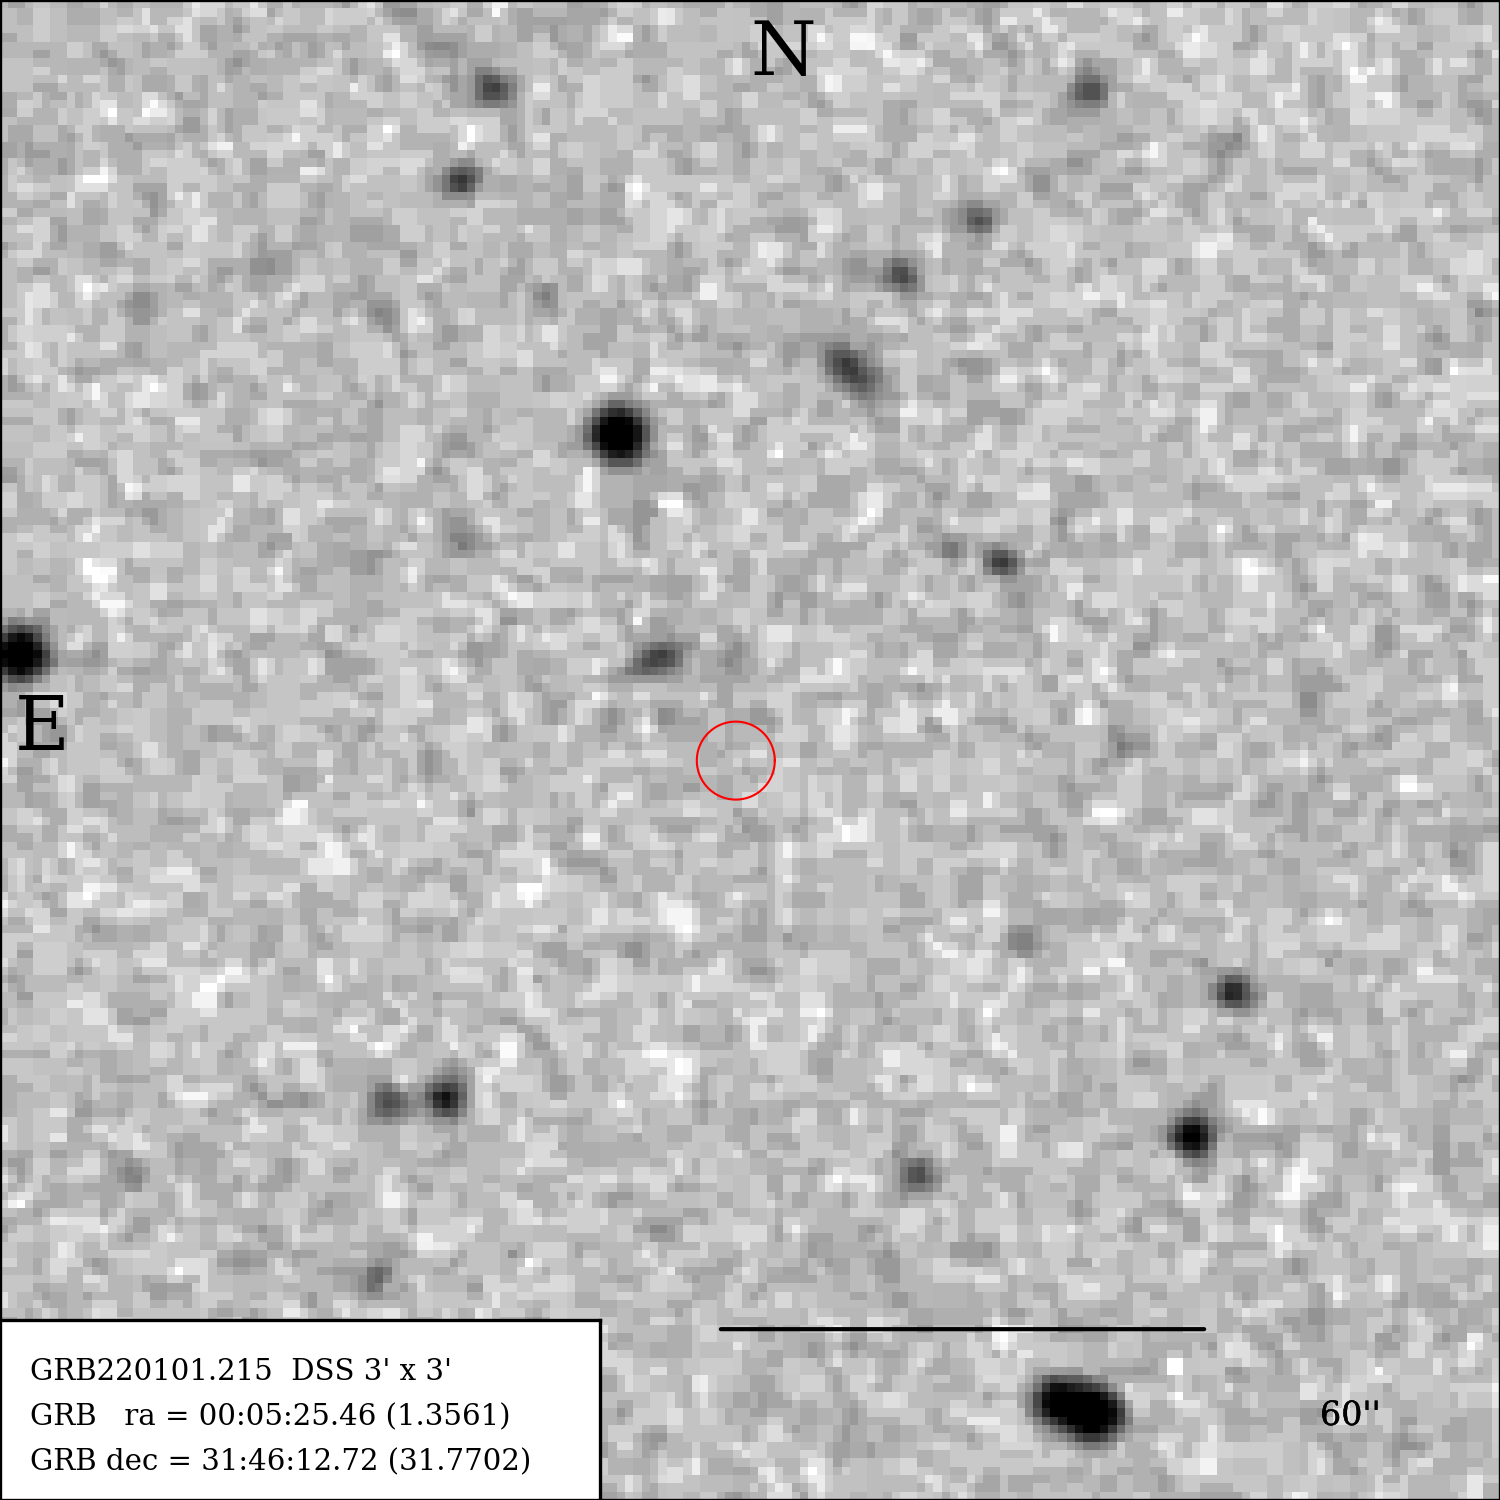 N
E
GRB220101.215 DSS 3' x 3'
GRB ra = 00:05:25.46 (1.3561)
GRB dec = 31:46:12.72 (31.7702)
60''